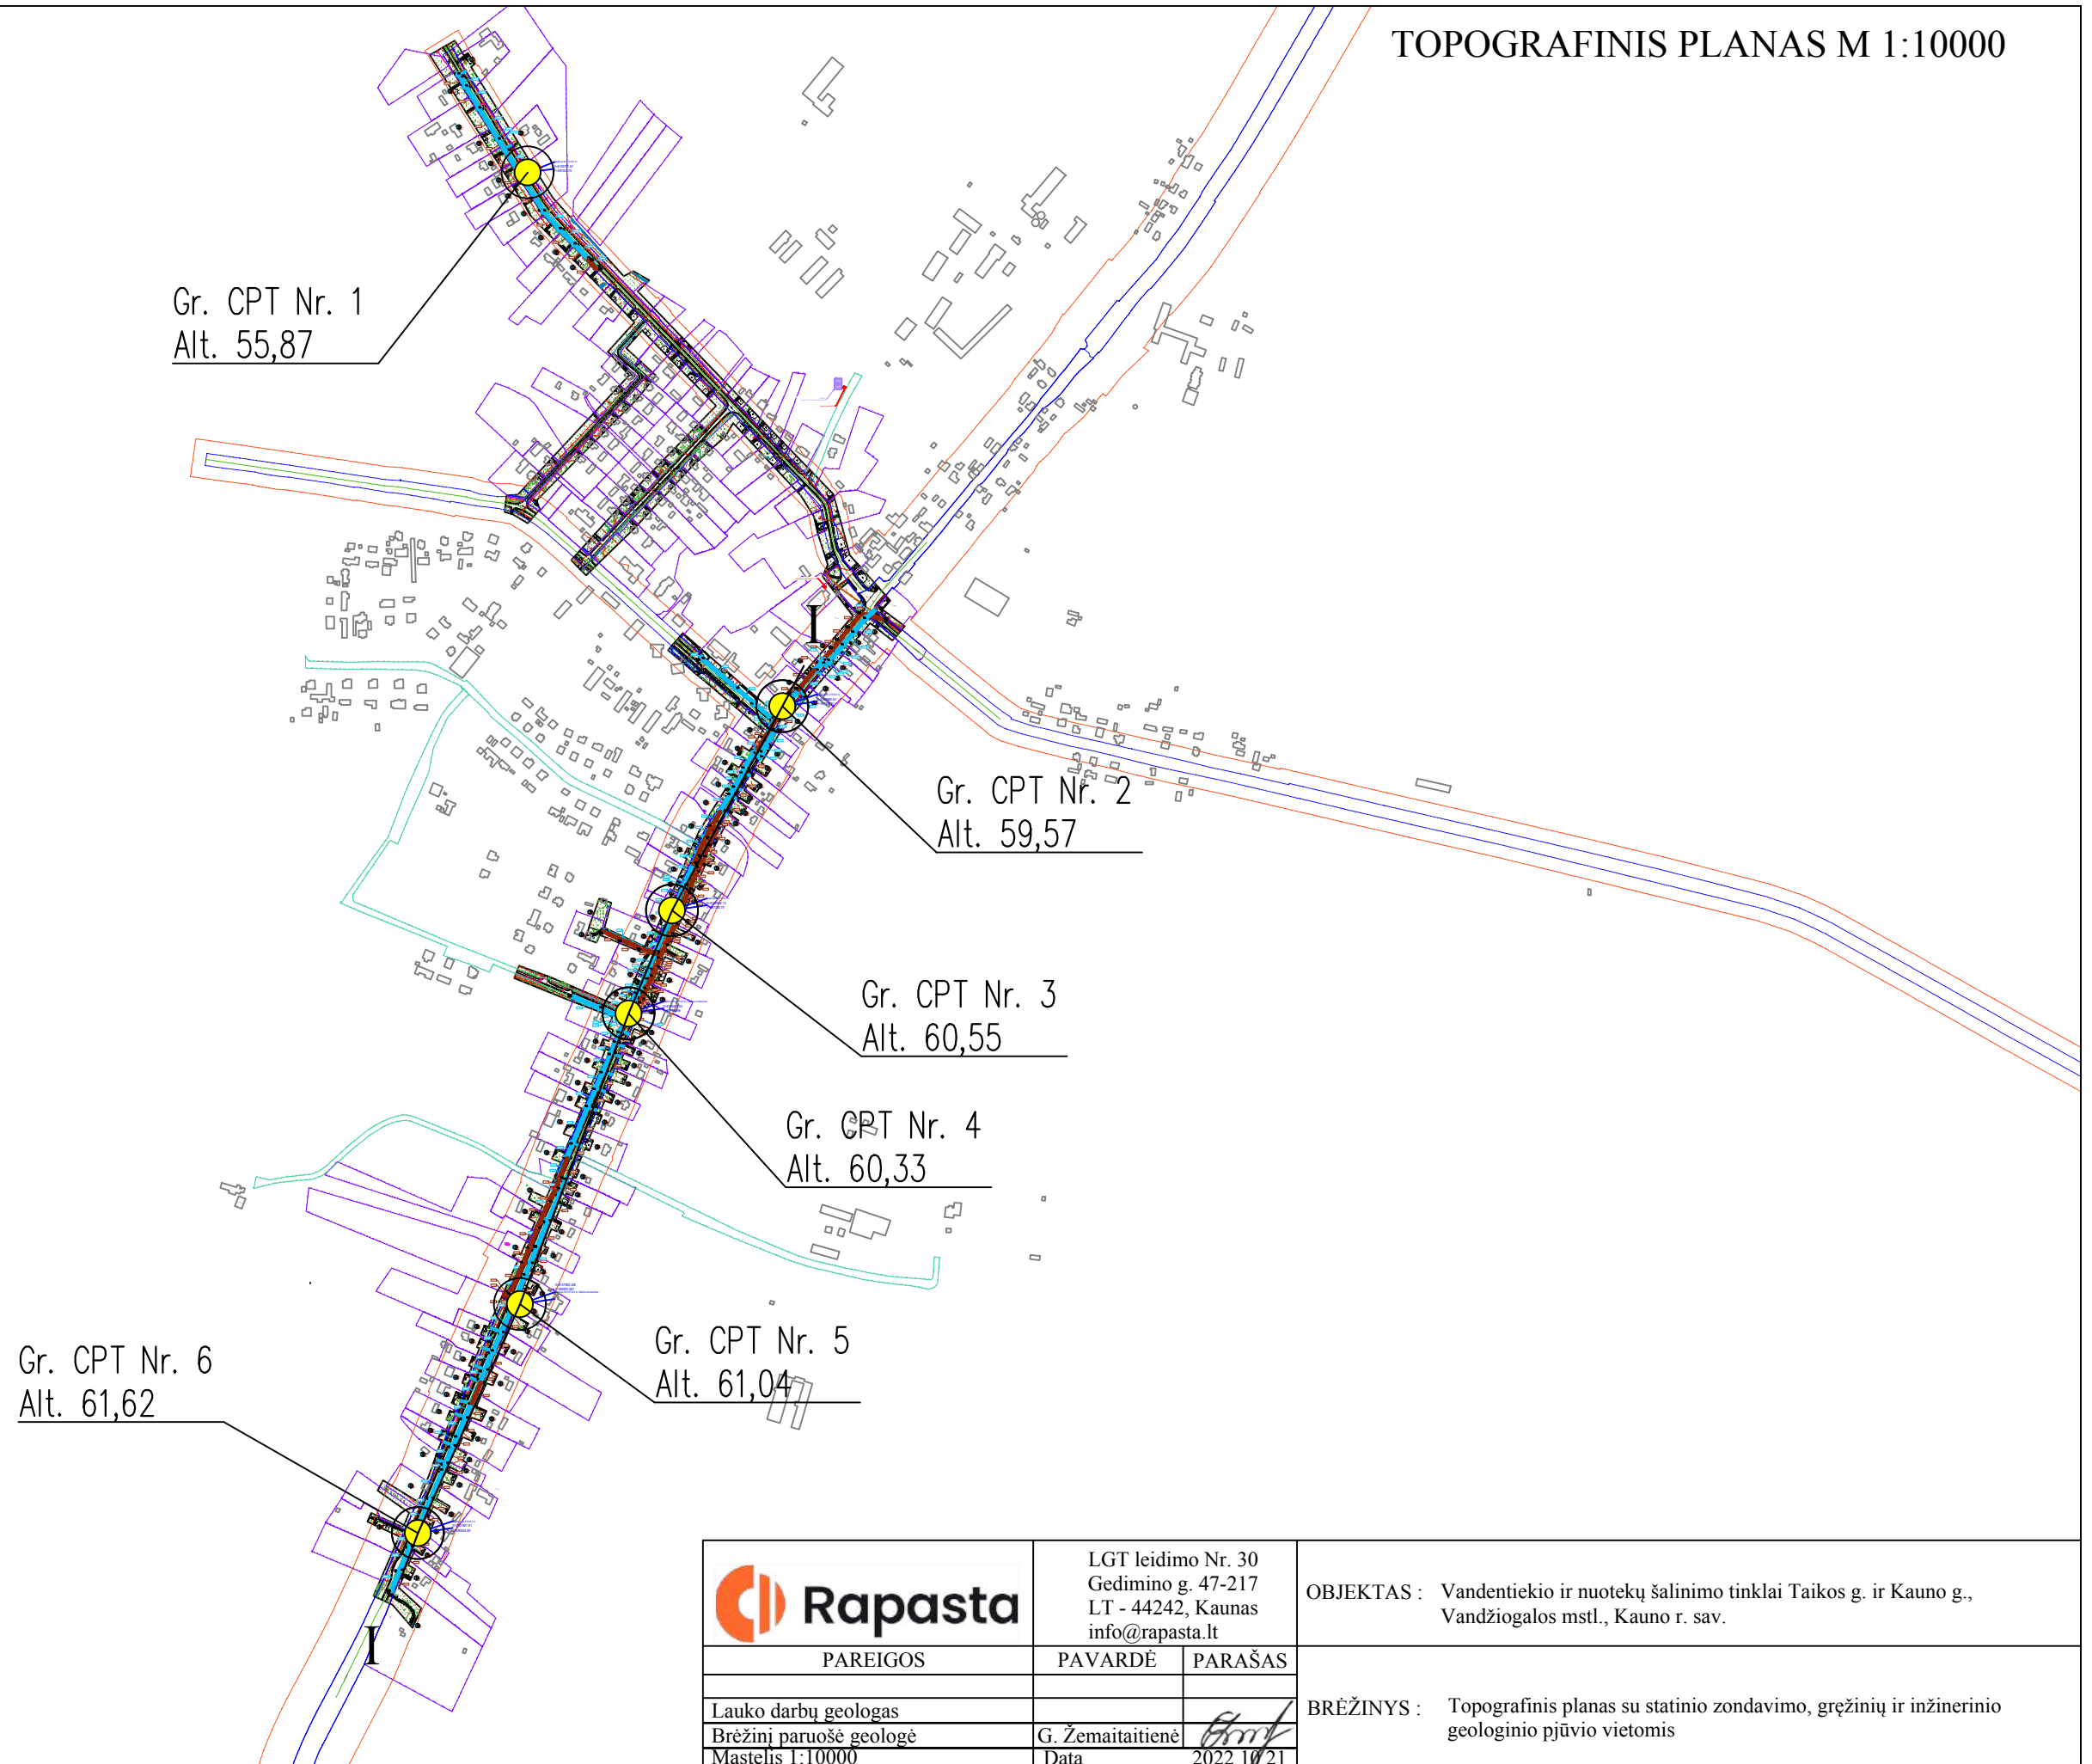 TOPOGRAFINIS PLANAS M 1:10000
Gr. CPT Nr. 1
Alt. 55,87
I
Gr. CPT Nr. 2
Alt. 59,57
Gr. CPT Nr. 3
Alt. 60,55
Gr. CPT Nr. 4
Alt. 60,33
Gr. CPT Nr. 5
Alt. 61,04
Gr. CPT Nr. 6
Alt. 61,62
I
Rapasta
LGT leidimo Nr. 30
Gedimino g. 47-217
LT - 44242, Kaunas
info@rapasta.lt
OBJEKTAS : Vandentiekio ir nuotekų šalinimo tinklai Taikos g. ir Kauno g.,
Vandžiogalos mstl., Kauno r. sav.
PAREIGOS PAVARDĖ PARAŠAS
Lauko darbų geologas
Brėžinį paruošė geologė G. Žemaitaitienė
Mastelis 1:10000 Data 2022 10 21
BRĖŽINYS : Topografinis planas su statinio zondavimo, gręžinių ir inžinerinio
geologinio pjūvio vietomis